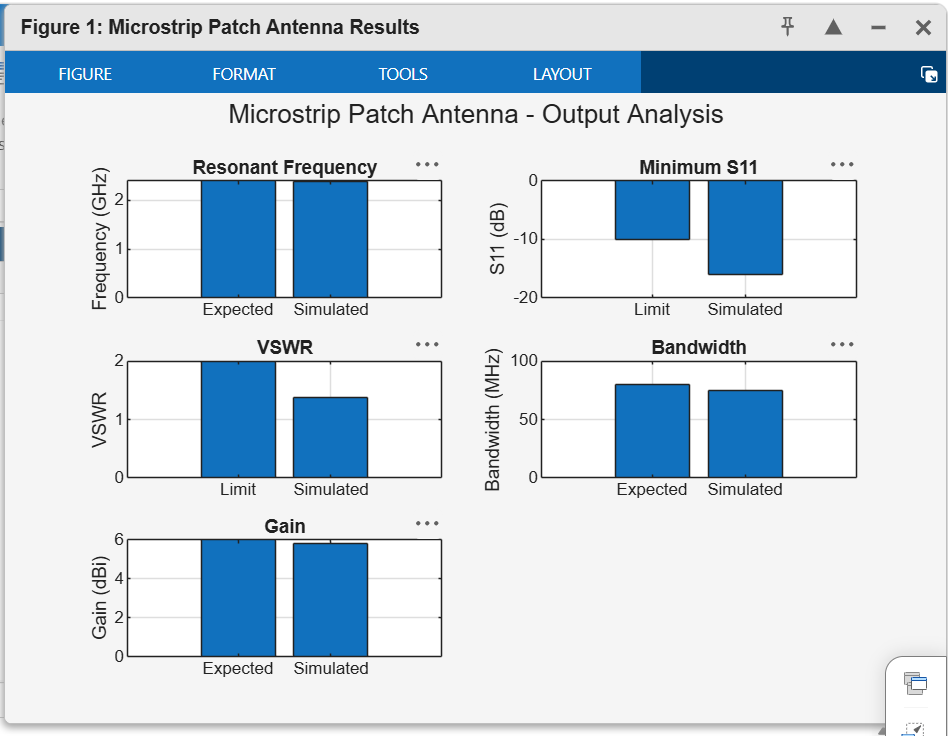 Figure 1: Microstrip Patch Antenna Results
FIGURE FORMAT TOOLS LAYOUT
Microstrip Patch Antenna - Output Analysis
Resonant Frequency
Frequency (GHz)
2
1
0
Expected Simulated
Minimum S11
S11 (dB)
0
-10
-20
Limit Simulated
VSWR
VSWR
2
1
0
Limit Simulated
Bandwidth
Bandwidth (MHz)
100
50
0
Expected Simulated
Gain
Gain (dBi)
6
4
2
0
Expected Simulated